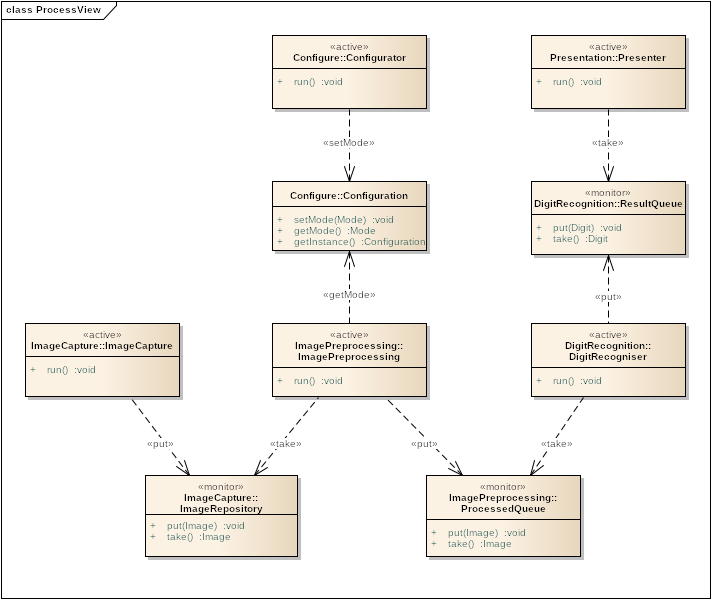 class ProcessView
«active»
Configure::Configurator
+ run() :void
«active»
Presentation::Presenter
+ run() :void
«setMode»
«take»
Configure::Configuration
+ setMode(Mode) :void
+ getMode() :Mode
+ getInstance() :Configuration
«monitor»
DigitRecognition::ResultQueue
+ put(Digit) :void
+ take() :Digit
«getMode»
«put»
«active»
ImageCapture::ImageCapture
+ run() :void
«active»
ImagePreprocessing::
ImagePreprocessing
+ run() :void
«active»
DigitRecognition::
DigitRecogniser
+ run() :void
«put»
«take»
«put»
«take»
«monitor»
ImageCapture::
ImageRepository
+ put(Image) :void
+ take() :Image
«monitor»
ImagePreprocessing::
ProcessedQueue
+ put(Image) :void
+ take() :Image